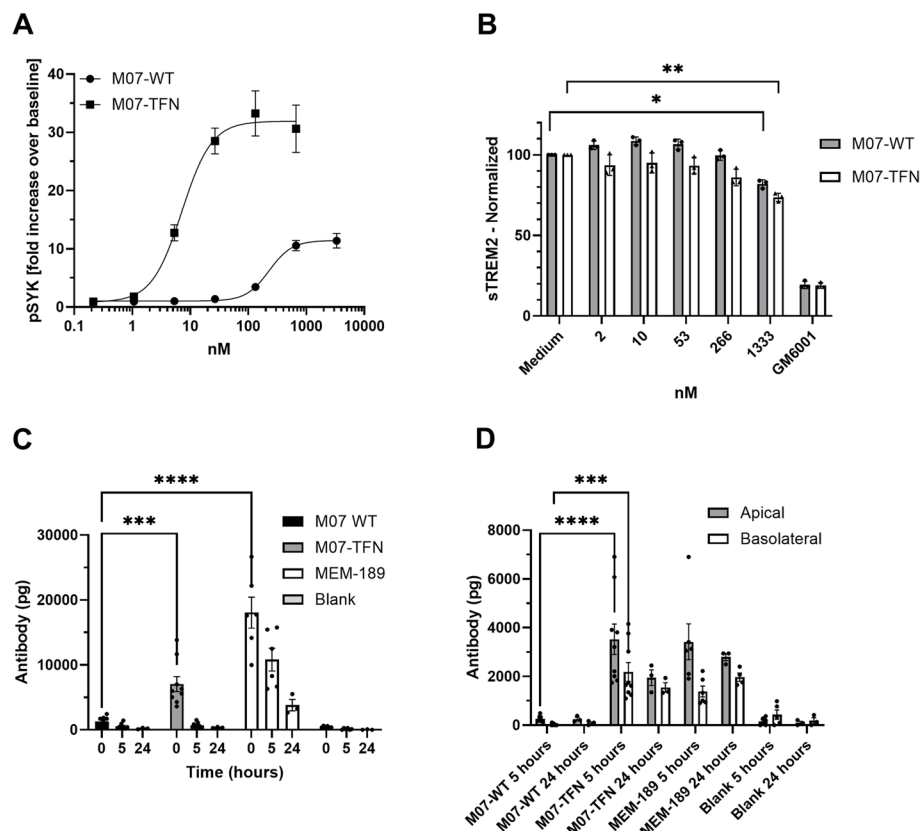 A
pSYK [fold increase over baseline]
40
30
20
10
0
M07-WT
M07-TFN
0.1 1 10 100 1000 10000
nM
B
**
*
sTREM2 - Normalized
100
50
0
M07-WT
M07-TFN
Medium 2 10 53 266 1333 GM6001
nM
C
****
***
Antibody (pg)
30000
20000
10000
0
M07 WT
M07-TFN
MEM-189
Blank
0 5 24 0 5 24 0 5 24 0 5 24
Time (hours)
D
***
****
Antibody (pg)
8000
6000
4000
2000
0
Apical
Basolateral
M07-WT 5 hours
M07-WT 24 hours
M07-TFN 5 hours
M07-TFN 24 hours
MEM-189 5 hours
MEM-189 24 hours
Blank 5 hours
Blank 24 hours